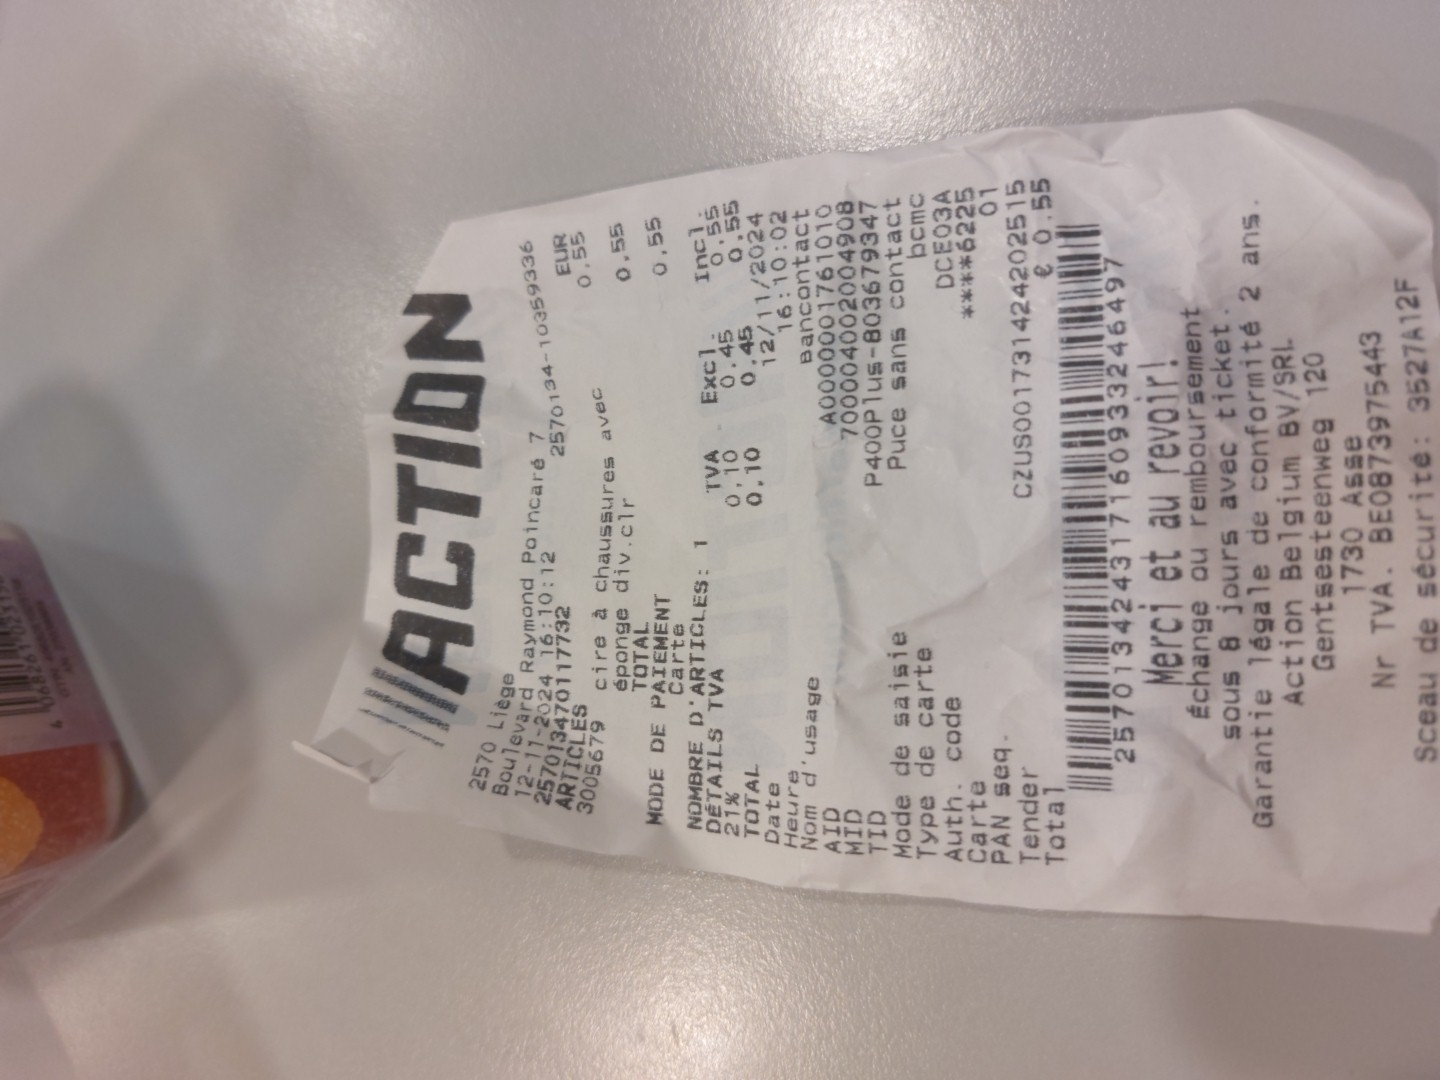 ACTION
2570 Liège
Boulevard Raymond Poincaré 7
12-11-2024 16:10:12 2570134-10359336
2570134701 17732
ARTICLES EUR
3005679 0.55
cire à chaussures avec
éponge div.clr 0.55
TOTAL
MODE DE PAIEMENT 0.55
Carte
NOMBRE D'ARTICLES: 1
DÉTAILS TVA TVA Excl. Incl.
21% 0,10 0.45 0.55
TOTAL 0.10 0.45 0.55
Date 12/11/2024
Heure 16:10:02
Nom d'usage Bancontact
AID A0000001761010
MID 70000400 2004908
TID P400Plus-803679347
Mode de saisie Puce sans contact
Type de carte bcmc
Auth. code DCE03A
Carte ****6225
PAN seq. 01
Tender CZUS001731424202515
Total € 0.55
2570134243171609332 46497
Merci et au revoir!
Échange ou remboursement
sous 8 jours avec ticket.
Garantie légale de conformité 2 ans.
Action Belgium BV/SRL
Gentsesteenweg 120
1730 Asse
Nr TVA. BE0873975443
Sceau de sécurité: 3527A12F